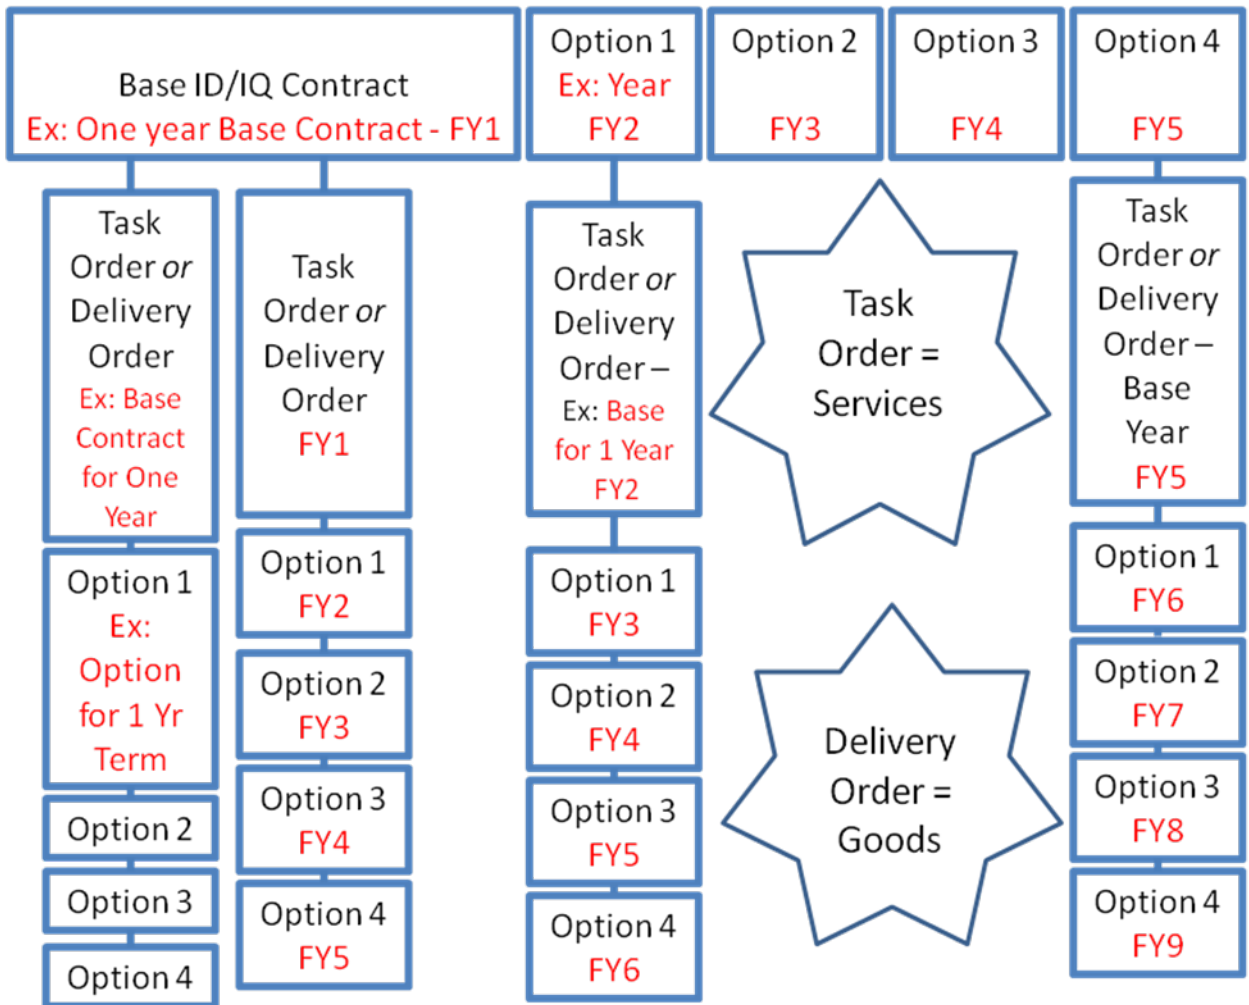 Base ID/IQ Contract
Ex: One year Base Contract - FY1
Option 1
Ex: Year
FY2
Option 2
FY3
Option 3
FY4
Option 4
FY5
Task
Order or
Delivery
Order
Ex: Base
Contract
for One
Year
Option 1
Ex:
Option
for 1 Yr
Term
Option 2
Option 3
Option 4
Task
Order or
Delivery
Order
FY1
Option 1
FY2
Option 2
FY3
Option 3
FY4
Option 4
FY5
Task
Order or
Delivery
Order –
Ex: Base
for 1 Year
FY2
Option 1
FY3
Option 2
FY4
Option 3
FY5
Option 4
FY6
Task
Order =
Services
Delivery
Order =
Goods
Task
Order or
Delivery
Order –
Base
Year
FY5
Option 1
FY6
Option 2
FY7
Option 3
FY8
Option 4
FY9